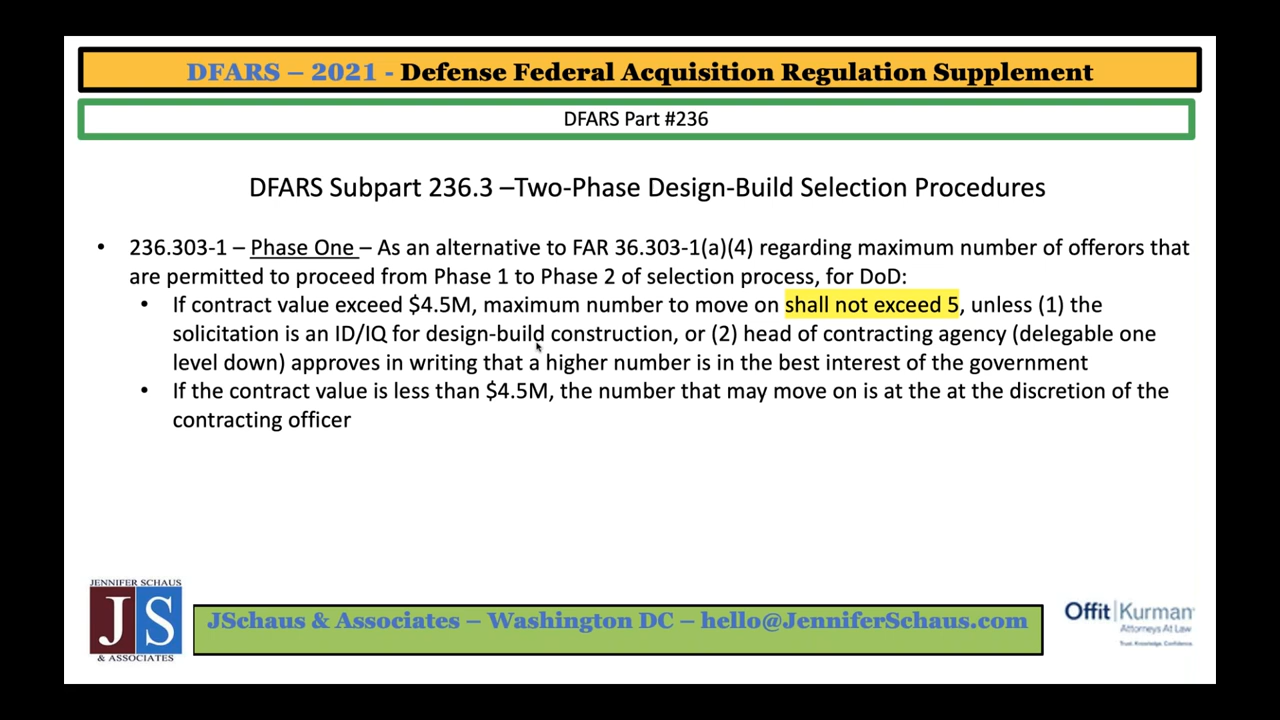 DFARS – 2021 - Defense Federal Acquisition Regulation Supplement
DFARS Part #236
DFARS Subpart 236.3 –Two-Phase Design-Build Selection Procedures
• 236.303-1 – Phase One – As an alternative to FAR 36.303-1(a)(4) regarding maximum number of offerors that
are permitted to proceed from Phase 1 to Phase 2 of selection process, for DoD:
• If contract value exceed $4.5M, maximum number to move on shall not exceed 5, unless (1) the
solicitation is an ID/IQ for design-build construction, or (2) head of contracting agency (delegable one
level down) approves in writing that a higher number is in the best interest of the government
• If the contract value is less than $4.5M, the number that may move on is at the at the discretion of the
contracting officer
JENNIFER SCHAUS
JS
& ASSOCIATES
JSchaus & Associates – Washington DC – hello@JenniferSchaus.com
Offit|Kurman
Attorneys At Law
Trust. Knowledge. Confidence.